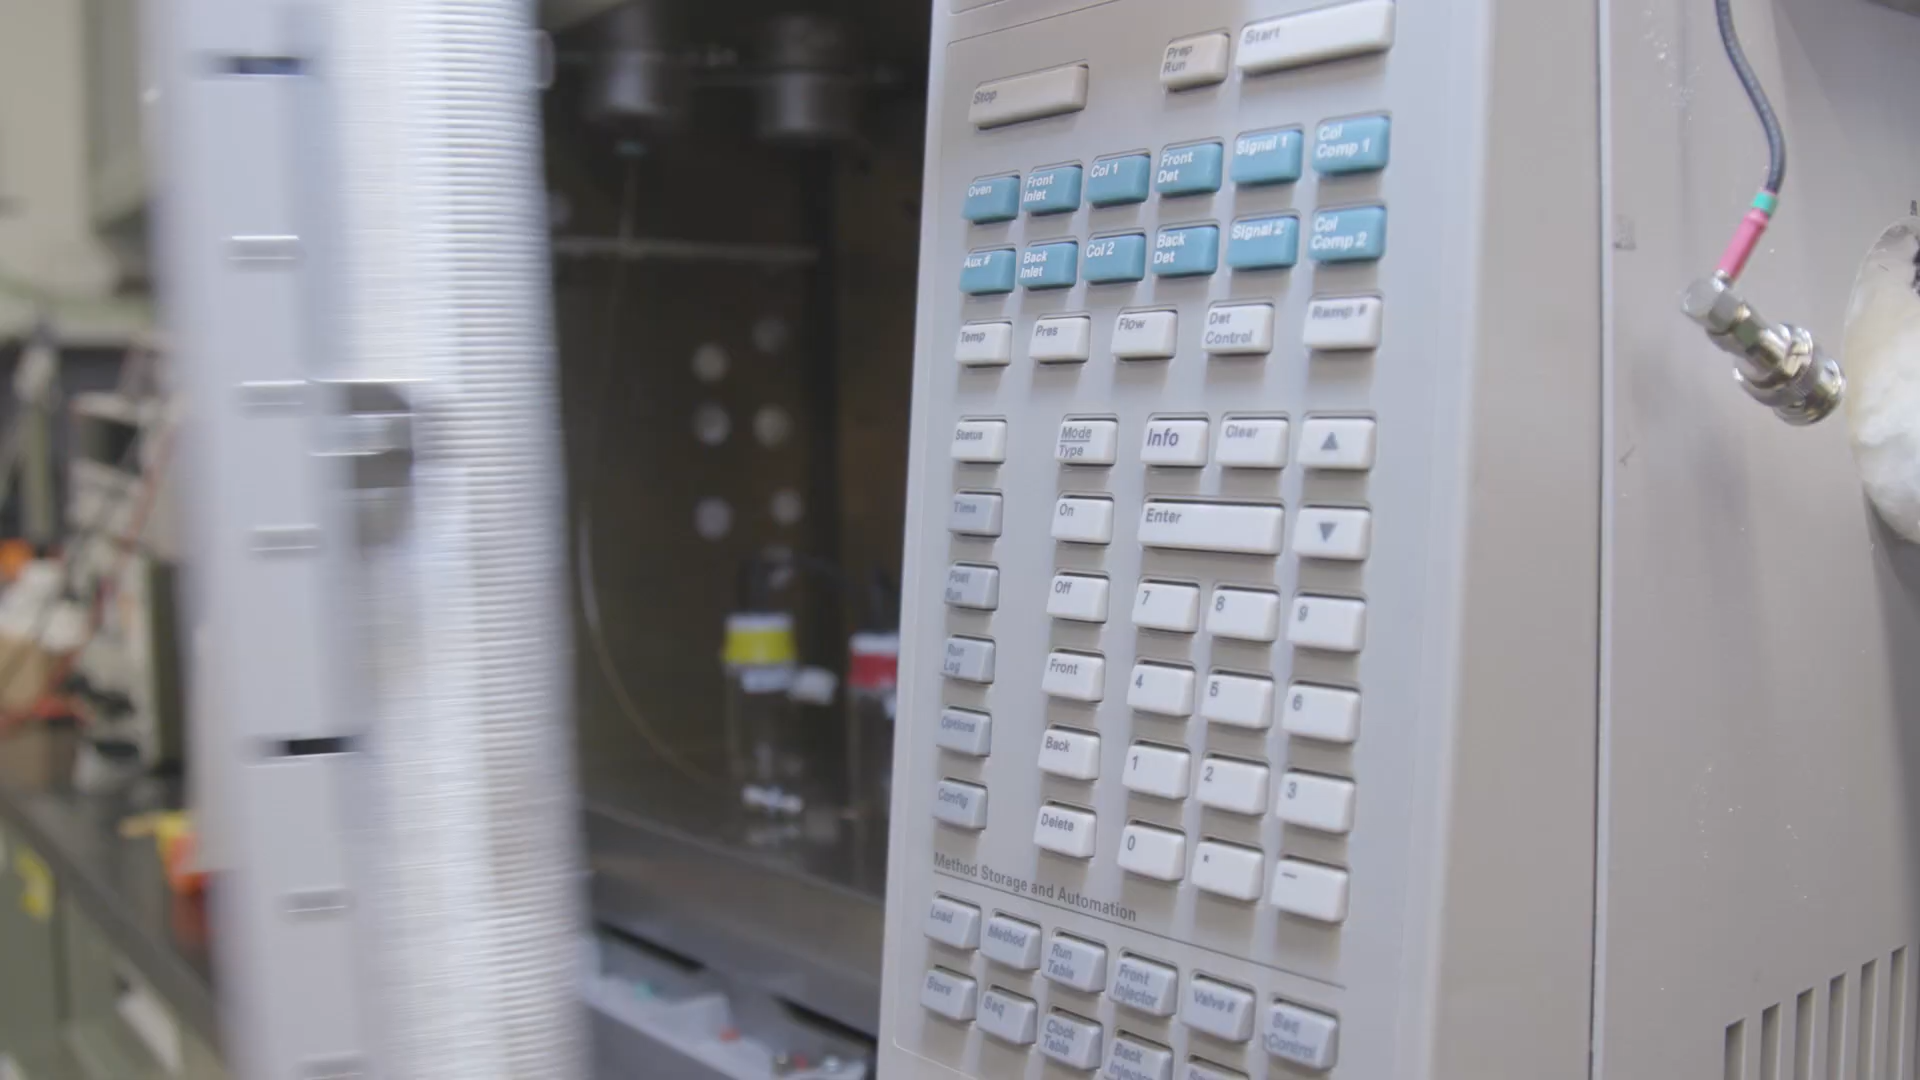 Start
Prep
Run
Stop
Oven
Front
Inlet
Col 1
Front
Det
Signal 1
Col
Comp 1
Aux #
Back
Inlet
Col 2
Back
Det
Signal 2
Col
Comp 2
Temp
Pres
Flow
Det
Control
Ramp #
Status
Mode
Type
Info
Clear
▲
Time
On
Enter
▼
Post
Run
Off
7
8
9
Run
Log
Front
4
5
6
Options
Back
1
2
3
Config
Delete
0
.
-
Method Storage and Automation
Load
Method
Run
Table
Front
Injector
Valve #
Seq
Control
Store
Seq
Clock
Table
Back
Injector